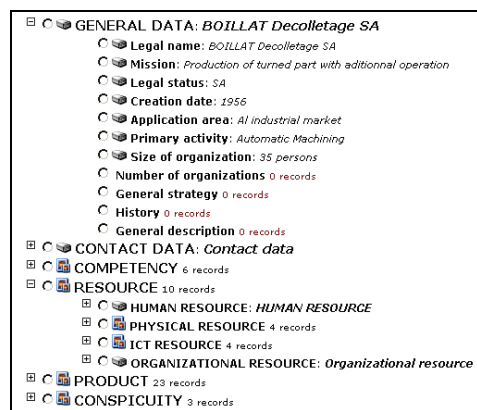 GENERAL DATA: BOILLAT Decolletage SA
Legal name: BOILLAT Decolletage SA
Mission: Production of turned part with aditionnal operation
Legal status: SA
Creation date: 1956
Application area: Al industrial market
Primary activity: Automatic Machining
Size of organization: 35 persons
Number of organizations 0 records
General strategy 0 records
History 0 records
General description 0 records
CONTACT DATA: Contact data
COMPETENCY 6 records
RESOURCE 10 records
HUMAN RESOURCE: HUMAN RESOURCE
PHYSICAL RESOURCE 4 records
ICT RESOURCE 4 records
ORGANIZATIONAL RESOURCE: Organizational resource
PRODUCT 23 records
CONSPICUITY 3 records